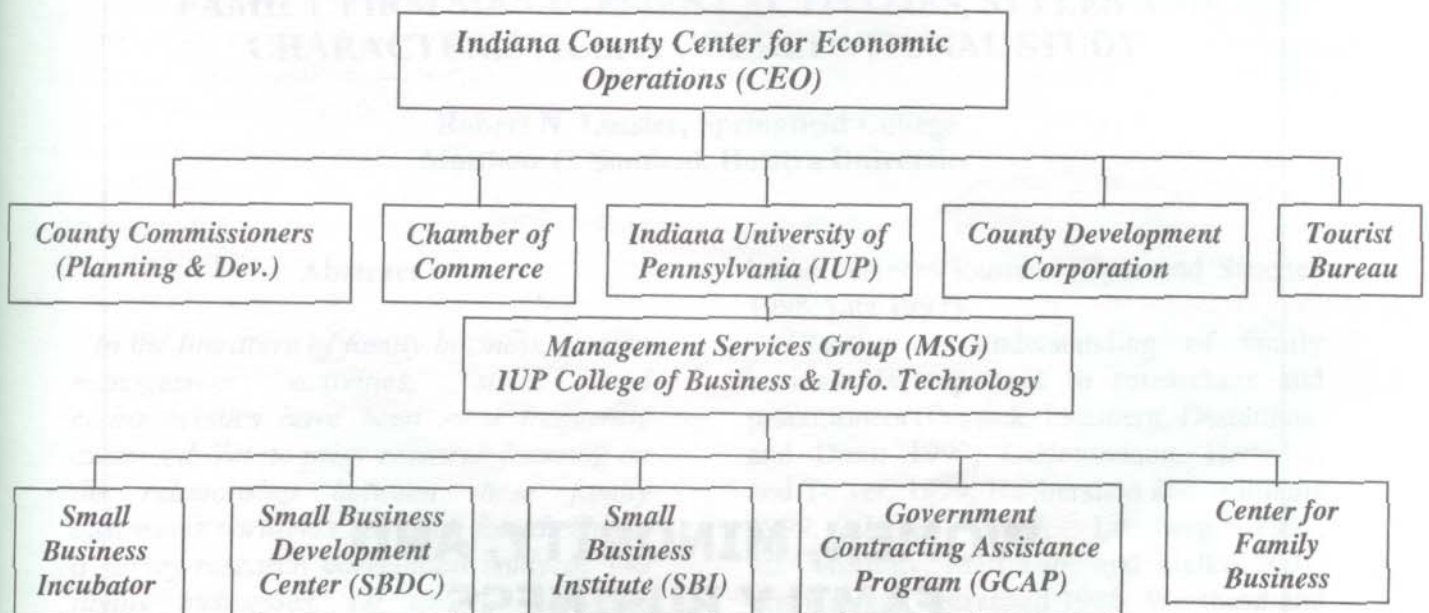 Indiana County Center for Economic
Operations (CEO)
County Commissioners
(Planning & Dev.)
Chamber of
Commerce
Indiana University of
Pennsylvania (IUP)
County Development
Corporation
Tourist
Bureau
Management Services Group (MSG)
IUP College of Business & Info. Technology
Small
Business
Incubator
Small Business
Development
Center (SBDC)
Small
Business
Institute (SBI)
Government
Contracting Assistance
Program (GCAP)
Center for
Family
Business